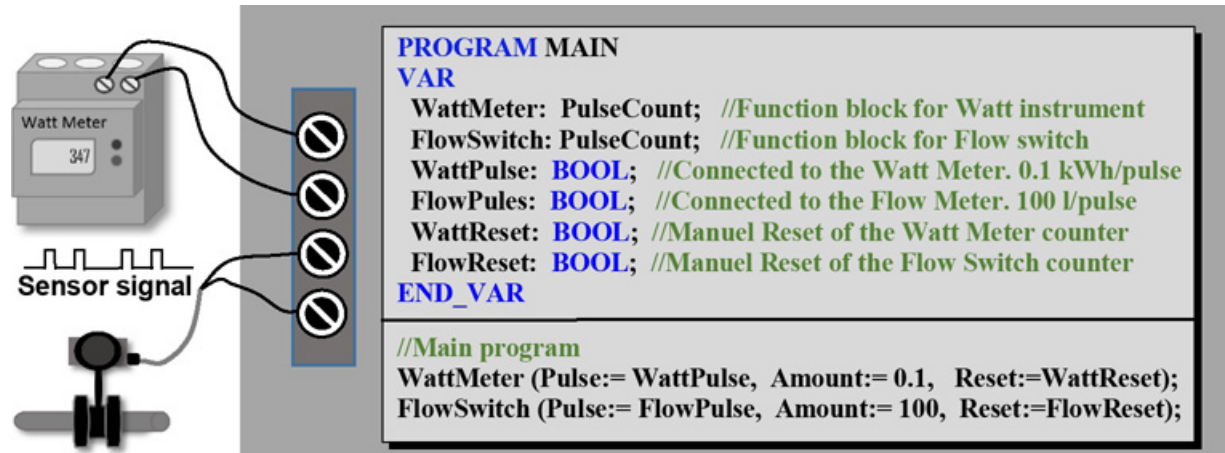 Watt Meter
347
Sensor signal
PROGRAM MAIN
VAR
WattMeter: PulseCount; //Function block for Watt instrument
FlowSwitch: PulseCount; //Function block for Flow switch
WattPulse: BOOL; //Connected to the Watt Meter. 0.1 kWh/pulse
FlowPules: BOOL; //Connected to the Flow Meter. 100 l/pulse
WattReset: BOOL; //Manuel Reset of the Watt Meter counter
FlowReset: BOOL; //Manuel Reset of the Flow Switch counter
END_VAR
//Main program
WattMeter (Pulse:= WattPulse, Amount:= 0.1, Reset:=WattReset);
FlowSwitch (Pulse:= FlowPulse, Amount:= 100, Reset:=FlowReset);